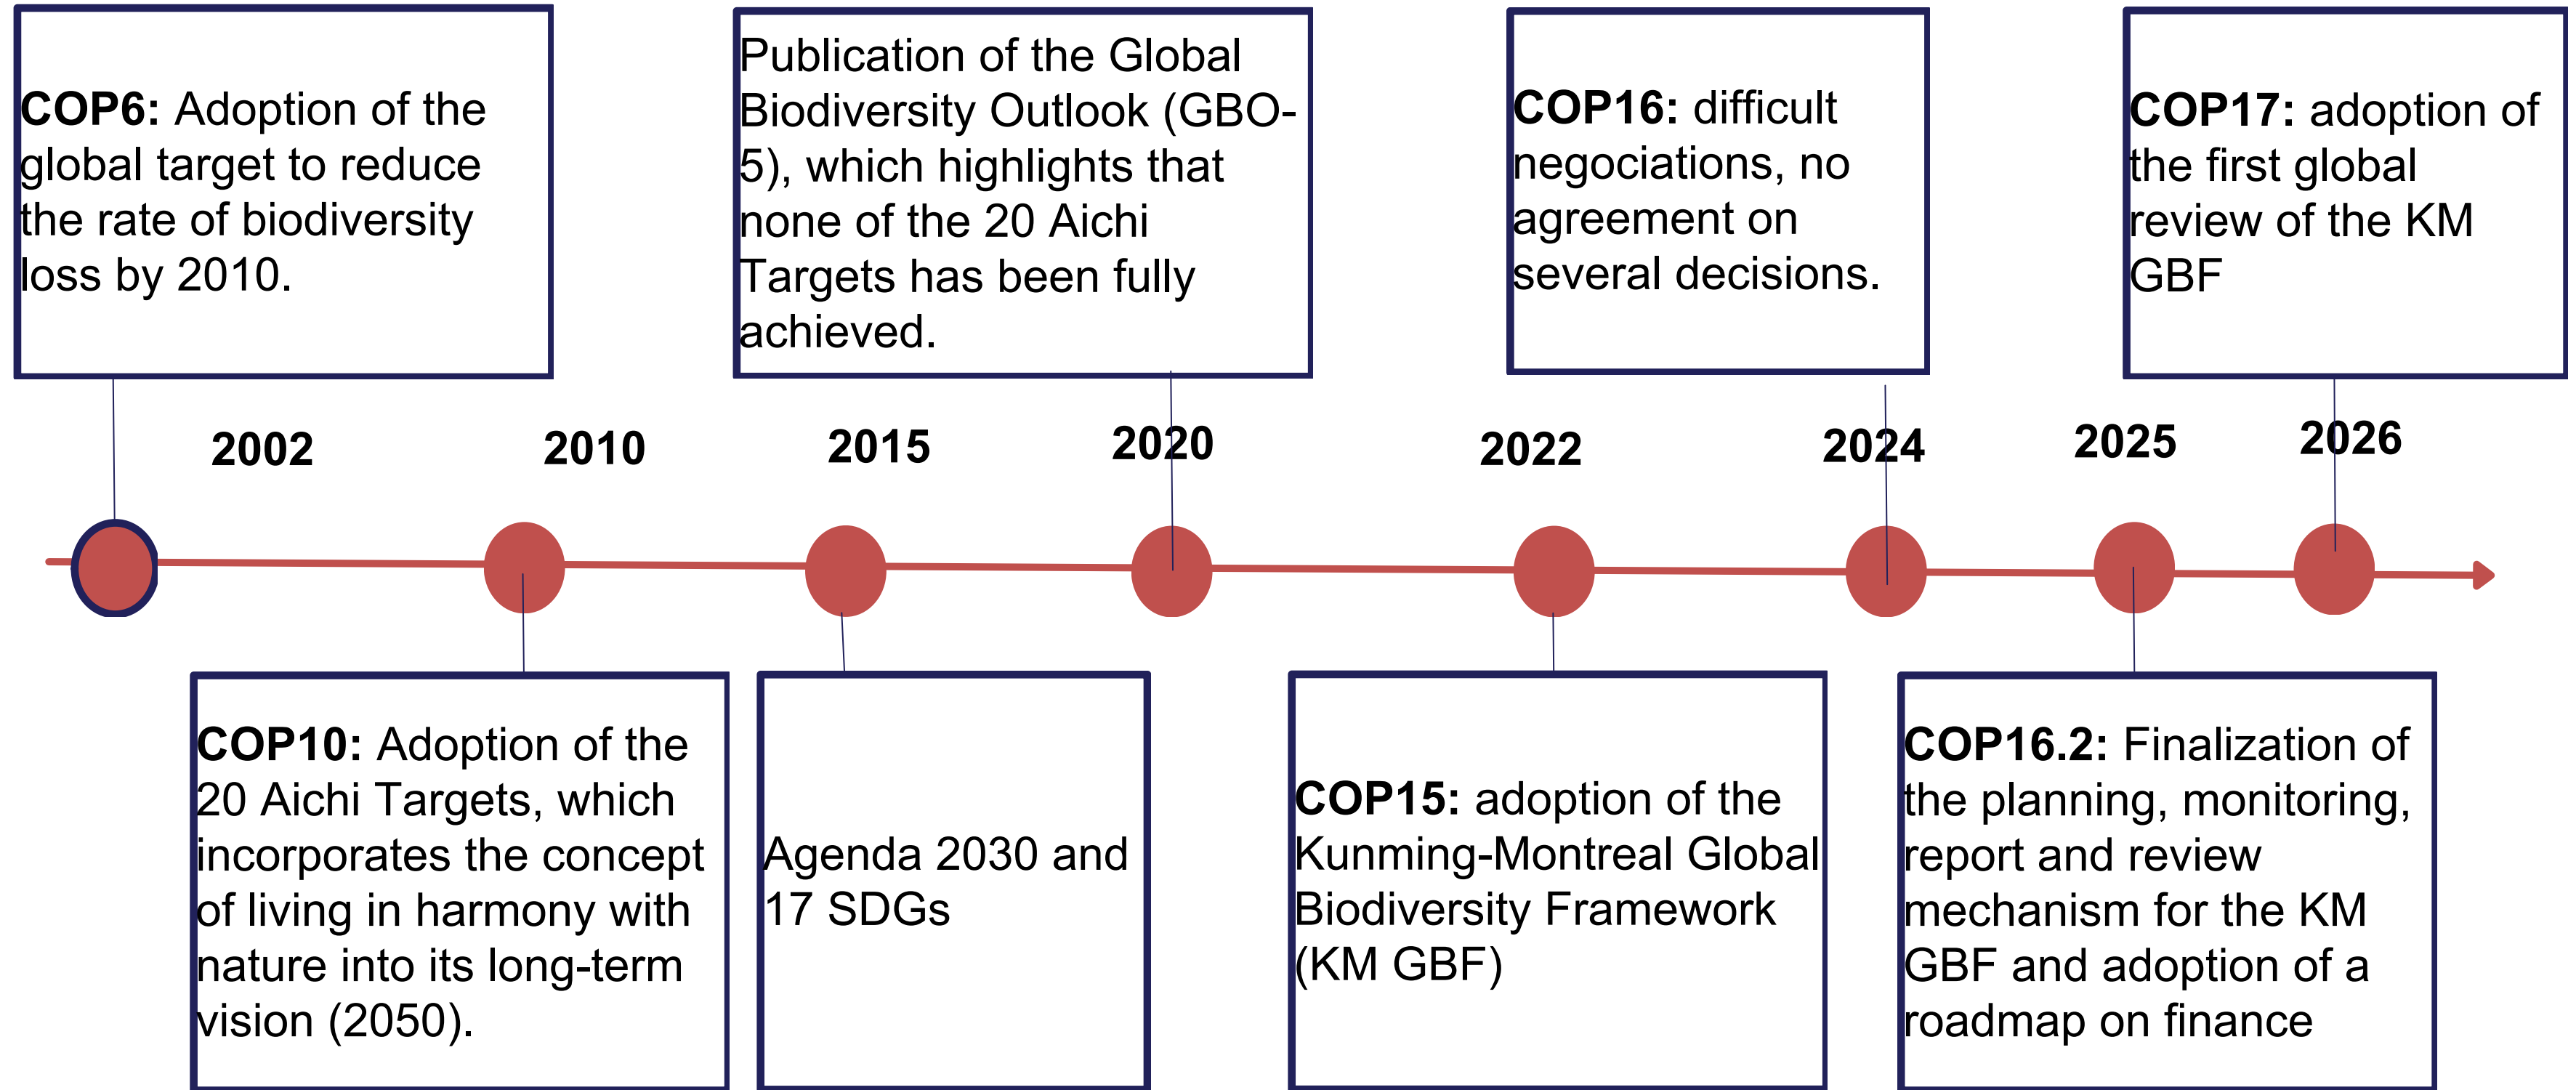 COP6: Adoption of the
global target to reduce
the rate of biodiversity
loss by 2010.
Publication of the Global
Biodiversity Outlook (GBO-
5), which highlights that
none of the 20 Aichi
Targets has been fully
achieved.
COP16: difficult
negociations, no
agreement on
several decisions.
COP17: adoption of
the first global
review of the KM
GBF
2002
2010
2015
2020
2022
2024
2025
2026
COP10: Adoption of the
20 Aichi Targets, which
incorporates the concept
of living in harmony with
nature into its long-term
vision (2050).
Agenda 2030 and
17 SDGs
COP15: adoption of the
Kunming-Montreal Global
Biodiversity Framework
(KM GBF)
COP16.2: Finalization of
the planning, monitoring,
report and review
mechanism for the KM
GBF and adoption of a
roadmap on finance